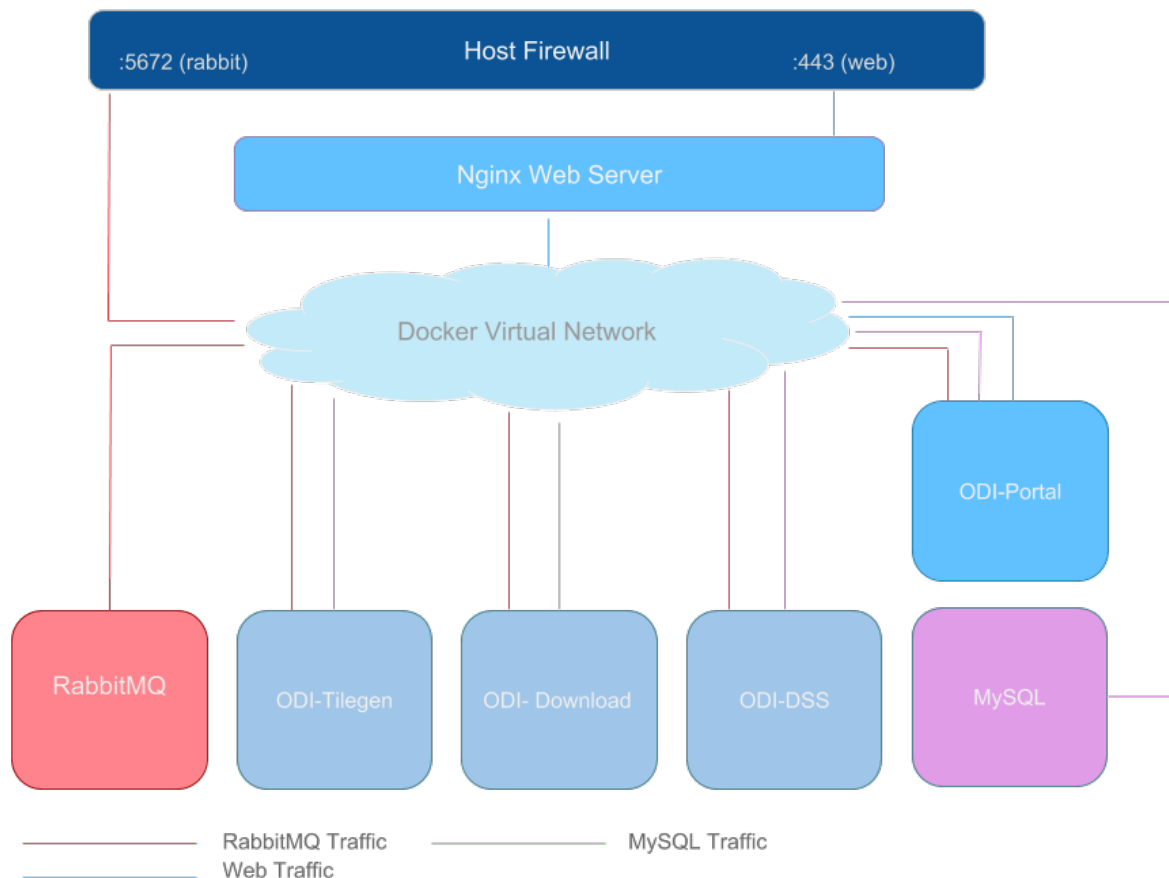 Host Firewall
:5672 (rabbit)
:443 (web)
Nginx Web Server
Docker Virtual Network
ODI-Portal
RabbitMQ
ODI-Tilegen
ODI- Download
ODI-DSS
MySQL
RabbitMQ Traffic
MySQL Traffic
Web Traffic